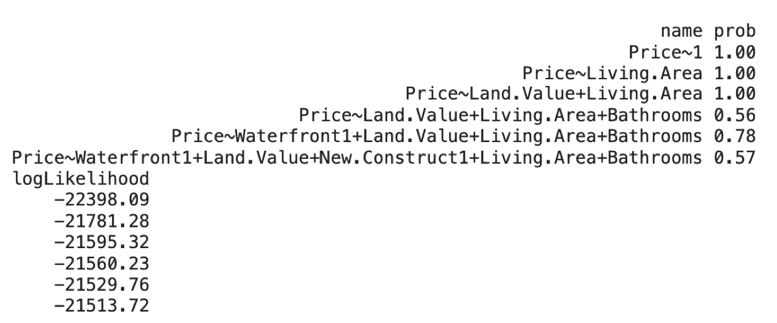 name prob
Price~1 1.00
Price~Living.Area 1.00
Price~Land.Value+Living.Area 1.00
Price~Land.Value+Living.Area+Bathrooms 0.56
Price~Waterfront1+Land.Value+Living.Area+Bathrooms 0.78
Price~Waterfront1+Land.Value+New.Construct1+Living.Area+Bathrooms 0.57
logLikelihood
-22398.09
-21781.28
-21595.32
-21560.23
-21529.76
-21513.72